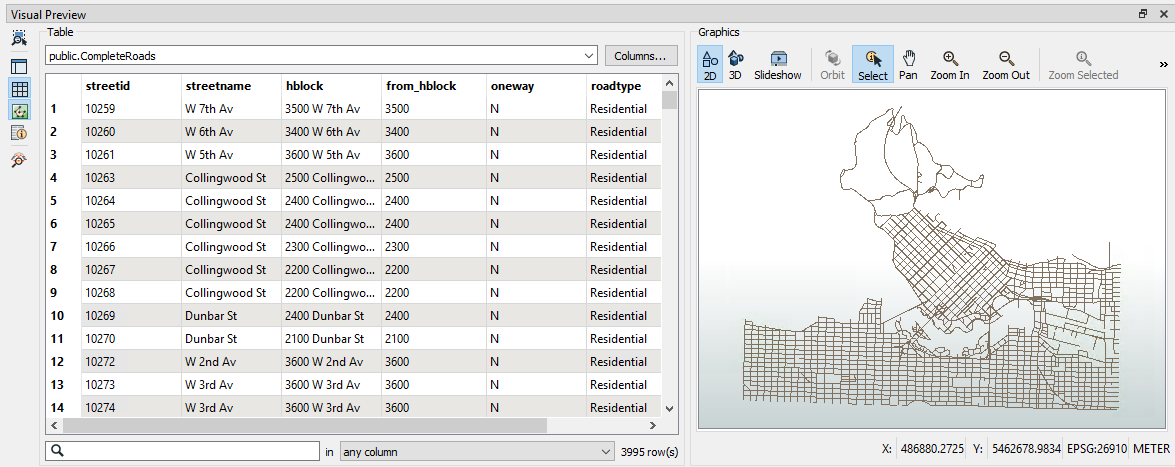 Visual Preview
Table
public.CompleteRoads Columns...
streetid streetname hblock from_hblock oneway roadtype
1 10259 W 7th Av 3500 W 7th Av 3500 N Residential
2 10260 W 6th Av 3400 W 6th Av 3400 N Residential
3 10261 W 5th Av 3600 W 5th Av 3600 N Residential
4 10263 Collingwood St 2500 Collingwo... 2500 N Residential
5 10264 Collingwood St 2400 Collingwo... 2400 N Residential
6 10265 Collingwood St 2400 Collingwo... 2400 N Residential
7 10266 Collingwood St 2300 Collingwo... 2300 N Residential
8 10267 Collingwood St 2200 Collingwo... 2200 N Residential
9 10268 Collingwood St 2200 Collingwo... 2200 N Residential
10 10269 Dunbar St 2400 Dunbar St 2400 N Residential
11 10270 Dunbar St 2100 Dunbar St 2100 N Residential
12 10272 W 2nd Av 3600 W 2nd Av 3600 N Residential
13 10273 W 3rd Av 3600 W 3rd Av 3600 N Residential
14 10274 W 3rd Av 3600 W 3rd Av 3600 N Residential
in any column 3995 row(s)
Graphics
2D 3D Slideshow Orbit Select Pan Zoom In Zoom Out Zoom Selected »
X: 486880.2725 Y: 5462678.9834 EPSG:26910 METER